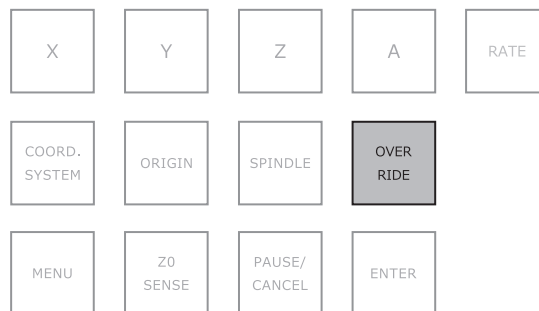 X
Y
Z
A
RATE
COORD.
SYSTEM
ORIGIN
SPINDLE
OVER
RIDE
MENU
Z0
SENSE
PAUSE/
CANCEL
ENTER